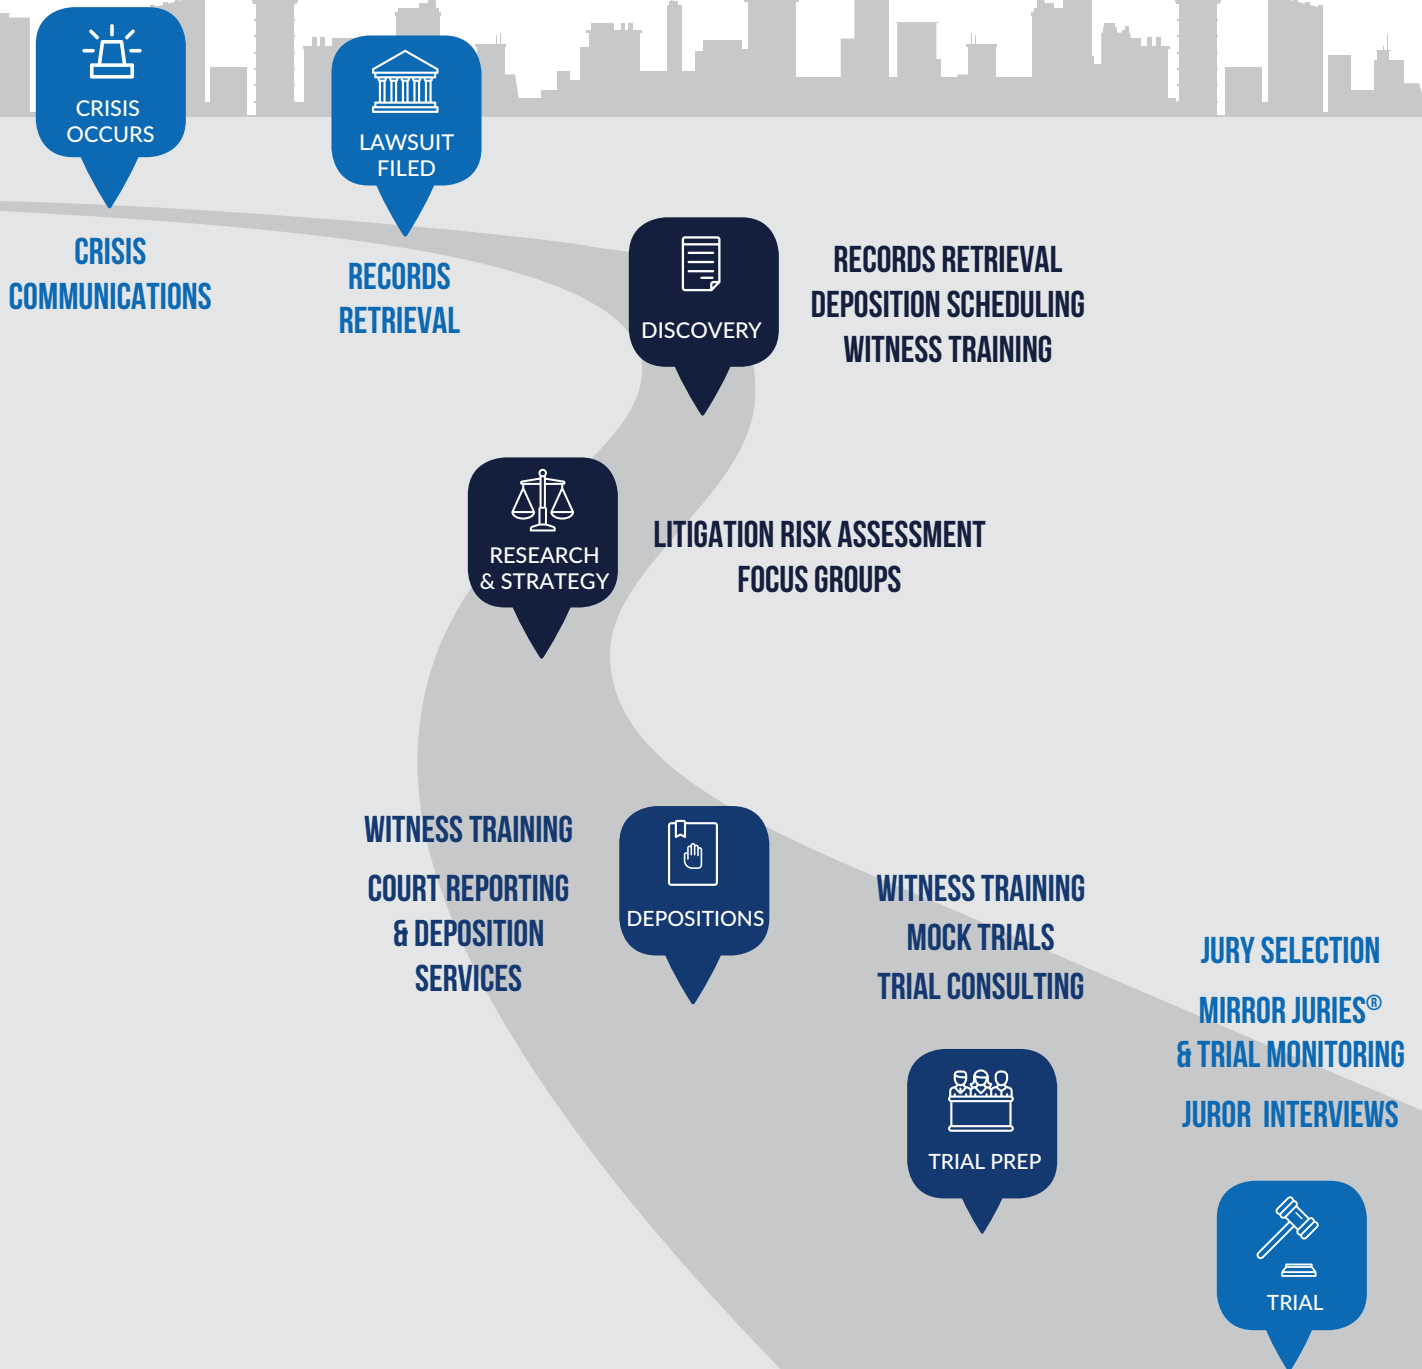 CRISIS
OCCURS
CRISIS
COMMUNICATIONS
LAWSUIT
FILED
RECORDS
RETRIEVAL
DISCOVERY
RECORDS RETRIEVAL
DEPOSITION SCHEDULING
WITNESS TRAINING
RESEARCH
& STRATEGY
LITIGATION RISK ASSESSMENT
FOCUS GROUPS
WITNESS TRAINING
COURT REPORTING
& DEPOSITION
SERVICES
DEPOSITIONS
WITNESS TRAINING
MOCK TRIALS
TRIAL CONSULTING
TRIAL PREP
JURY SELECTION
MIRROR JURIES®
& TRIAL MONITORING
JUROR INTERVIEWS
TRIAL